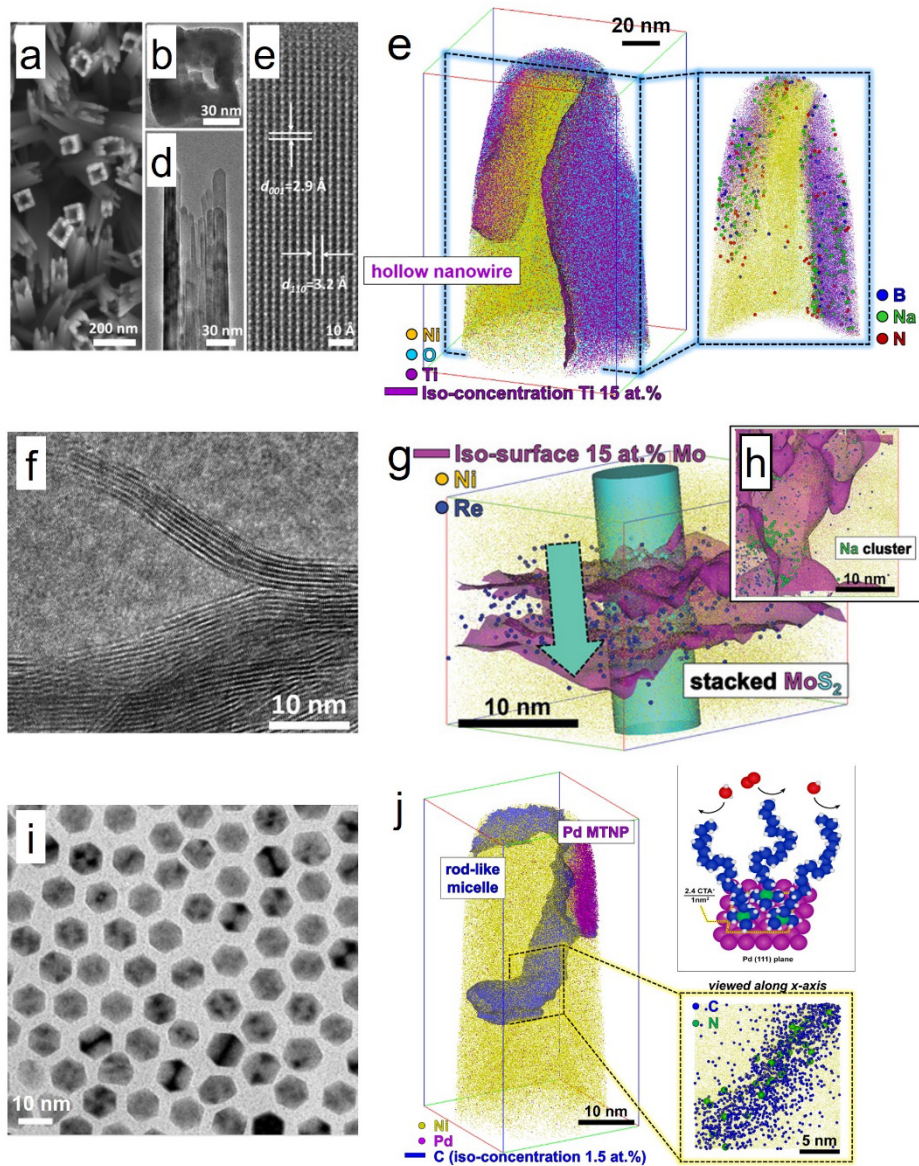 a
200 nm
b
30 nm
d
30 nm
e
d001=2.9 Å
d110=3.2 Å
10 Å
e
20 nm
hollow nanowire
Ni
O
Ti
Iso-concentration Ti 15 at.%
B
Na
N
f
10 nm
g
Iso-surface 15 at.% Mo
Ni
Re
10 nm
stacked MoS2
h
Na cluster
10 nm
i
10 nm
j
Pd MTNP
rod-like
micelle
10 nm
Ni
Pd
C (iso-concentration 1.5 at.%)
2.4 CTA+
1nm2
Pd (111) plane
viewed along x-axis
C
N
5 nm